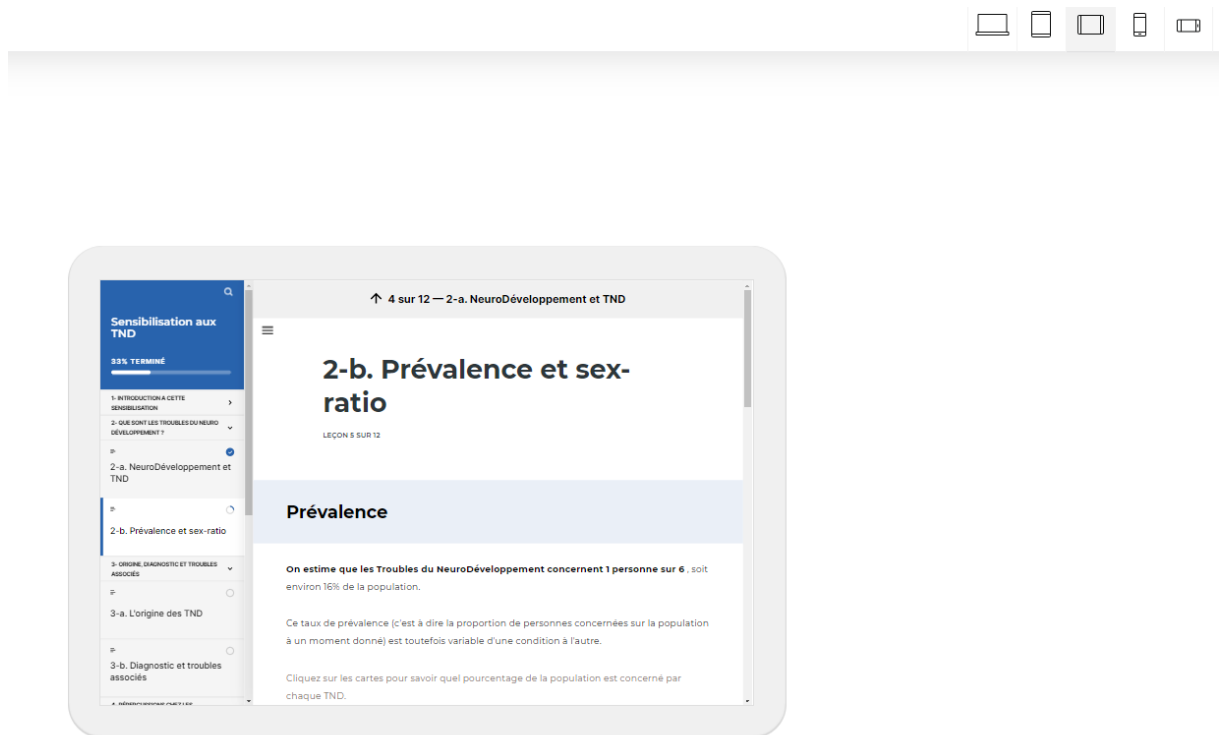 Sensibilisation aux
TND
33% TERMINÉ
1- INTRODUCTION A CETTE
SENSIBILISATION
2- QUE SONT LES TROUBLES DU NEURO
DÉVELOPPEMENT ?
2-a. NeuroDéveloppement et
TND
2-b. Prévalence et sex-ratio
3- ORIGINE, DIAGNOSTIC ET TROUBLES
ASSOCIÉS
3-a. L'origine des TND
3-b. Diagnostic et troubles
associés
4- RÉPERCUSSIONS CHEZ LES
4 sur 12 — 2-a. NeuroDéveloppement et TND
2-b. Prévalence et sex-
ratio
LEÇON 5 SUR 12
Prévalence
On estime que les Troubles du NeuroDéveloppement concernent 1 personne sur 6 , soit
environ 16% de la population.
Ce taux de prévalence (c'est à dire la proportion de personnes concernées sur la population
à un moment donné) est toutefois variable d'une condition à l'autre.
Cliquez sur les cartes pour savoir quel pourcentage de la population est concerné par
chaque TND.